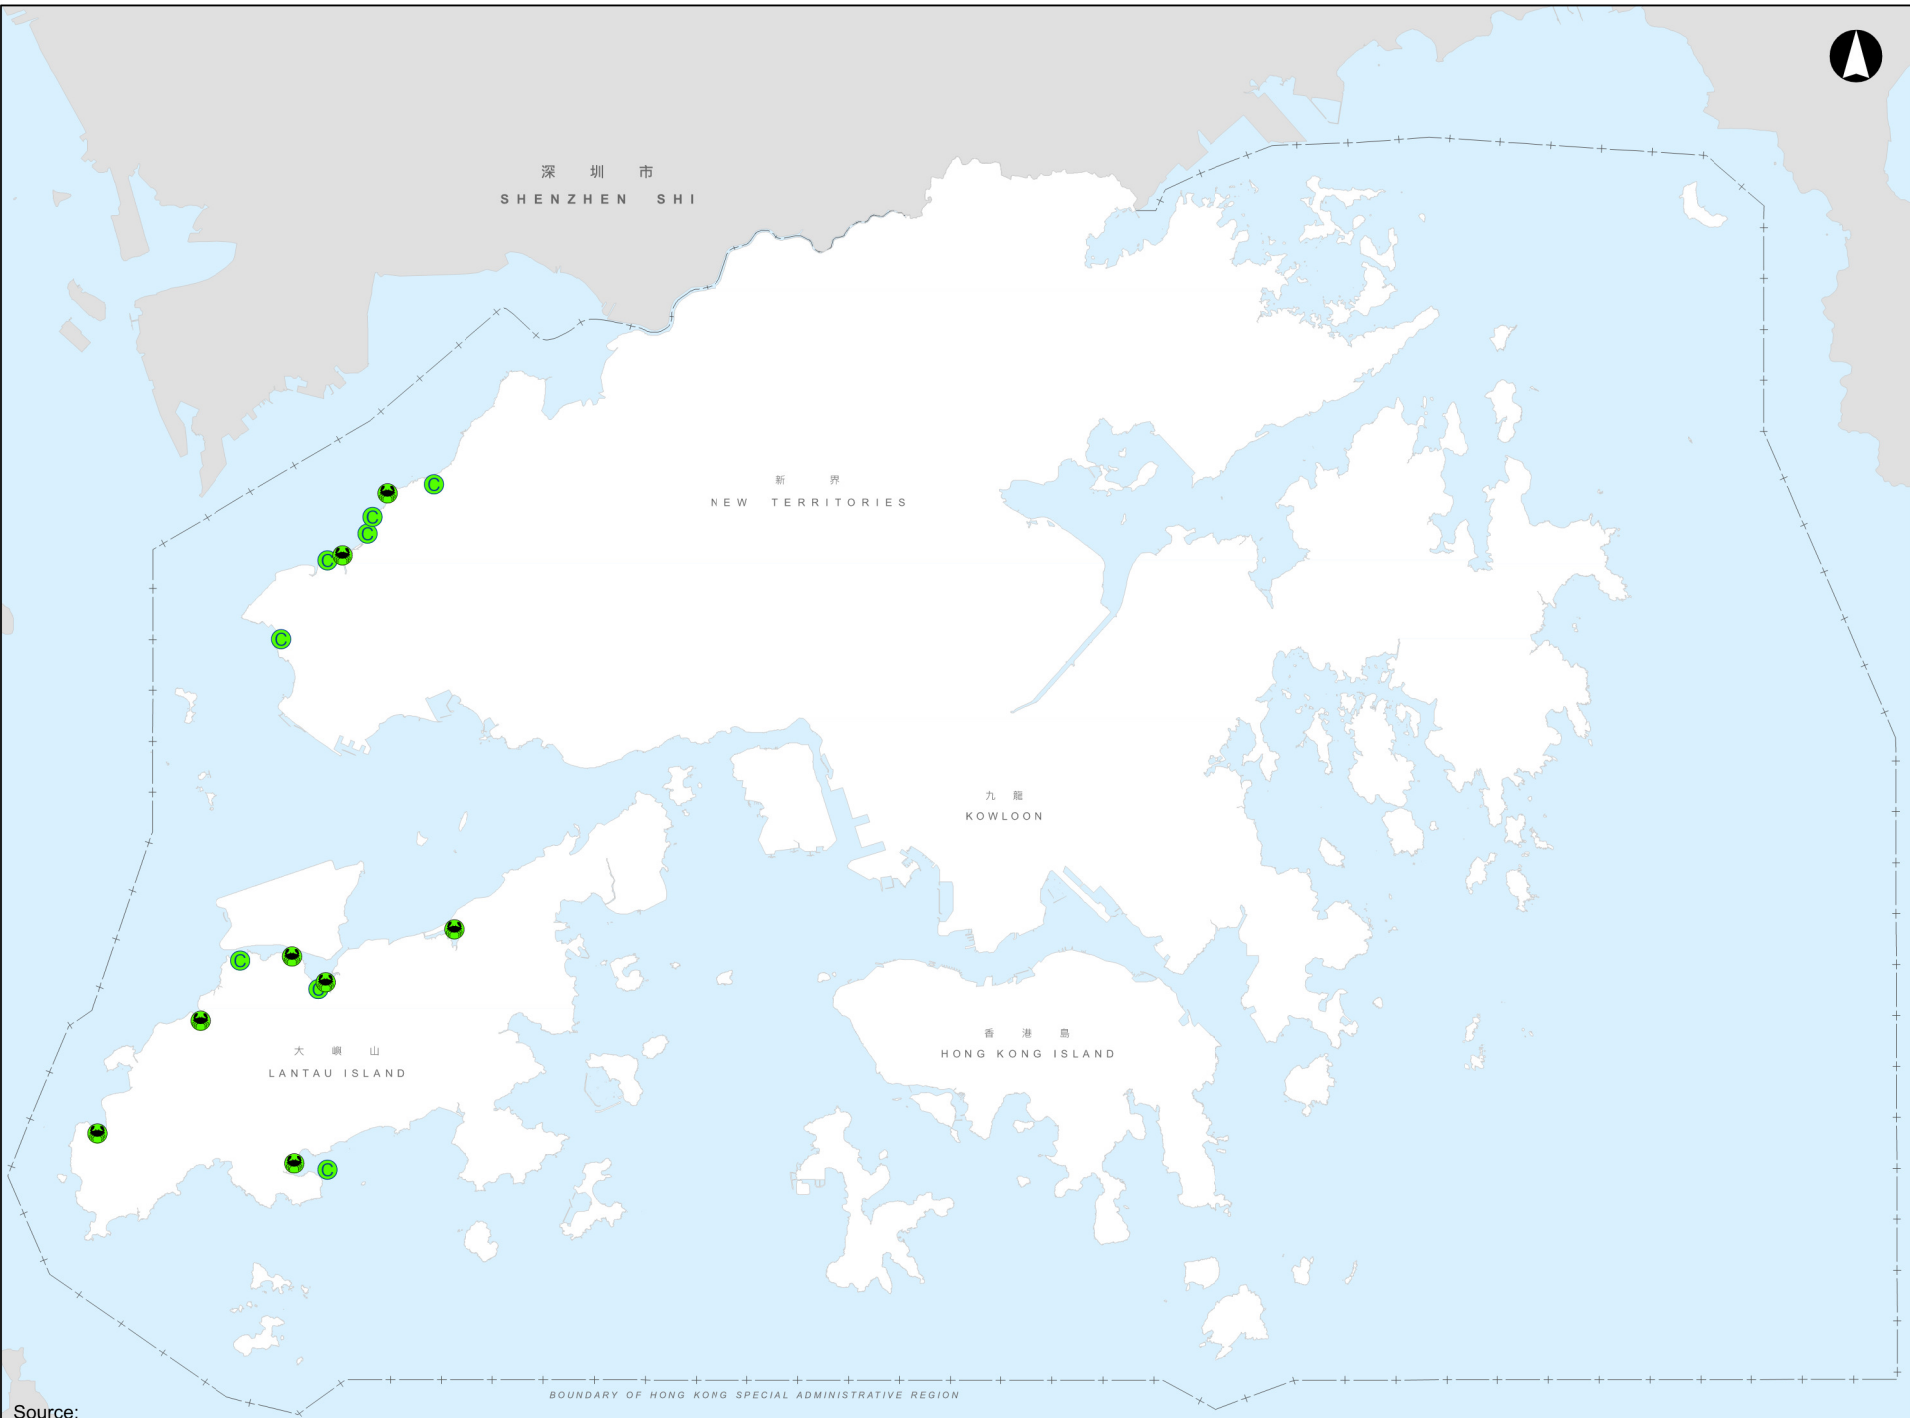 深 圳 市
SHENZHEN SHI
新 界
NEW TERRITORIES
九 龍
KOWLOON
香 港 島
HONG KONG ISLAND
大 嶼 山
LANTAU ISLAND
C
C
C
C
C
C
C
C
BOUNDARY OF HONG KONG SPECIAL ADMINISTRATIVE REGION
Source: